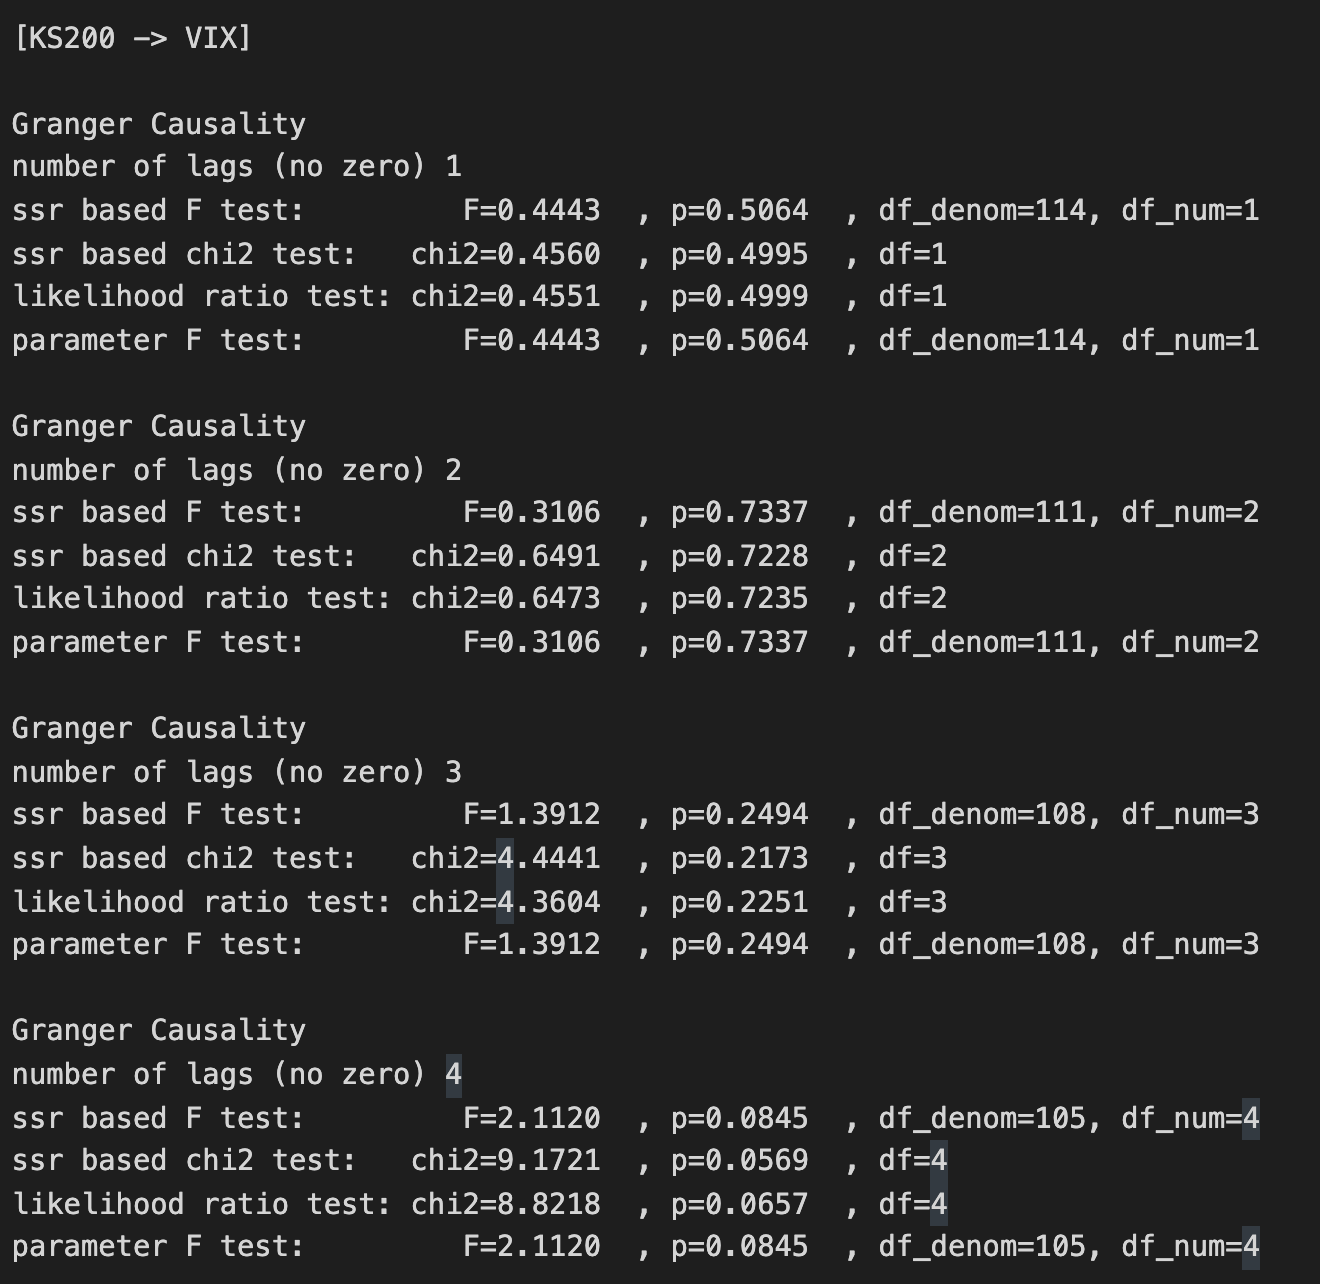 [KS200 -> VIX]

Granger Causality
number of lags (no zero) 1
ssr based F test:         F=0.4443  , p=0.5064  , df_denom=114, df_num=1
ssr based chi2 test:   chi2=0.4560  , p=0.4995  , df=1
likelihood ratio test: chi2=0.4551  , p=0.4999  , df=1
parameter F test:         F=0.4443  , p=0.5064  , df_denom=114, df_num=1

Granger Causality
number of lags (no zero) 2
ssr based F test:         F=0.3106  , p=0.7337  , df_denom=111, df_num=2
ssr based chi2 test:   chi2=0.6491  , p=0.7228  , df=2
likelihood ratio test: chi2=0.6473  , p=0.7235  , df=2
parameter F test:         F=0.3106  , p=0.7337  , df_denom=111, df_num=2

Granger Causality
number of lags (no zero) 3
ssr based F test:         F=1.3912  , p=0.2494  , df_denom=108, df_num=3
ssr based chi2 test:   chi2=4.4441  , p=0.2173  , df=3
likelihood ratio test: chi2=4.3604  , p=0.2251  , df=3
parameter F test:         F=1.3912  , p=0.2494  , df_denom=108, df_num=3

Granger Causality
number of lags (no zero) 4
ssr based F test:         F=2.1120  , p=0.0845  , df_denom=105, df_num=4
ssr based chi2 test:   chi2=9.1721  , p=0.0569  , df=4
likelihood ratio test: chi2=8.8218  , p=0.0657  , df=4
parameter F test:         F=2.1120  , p=0.0845  , df_denom=105, df_num=4